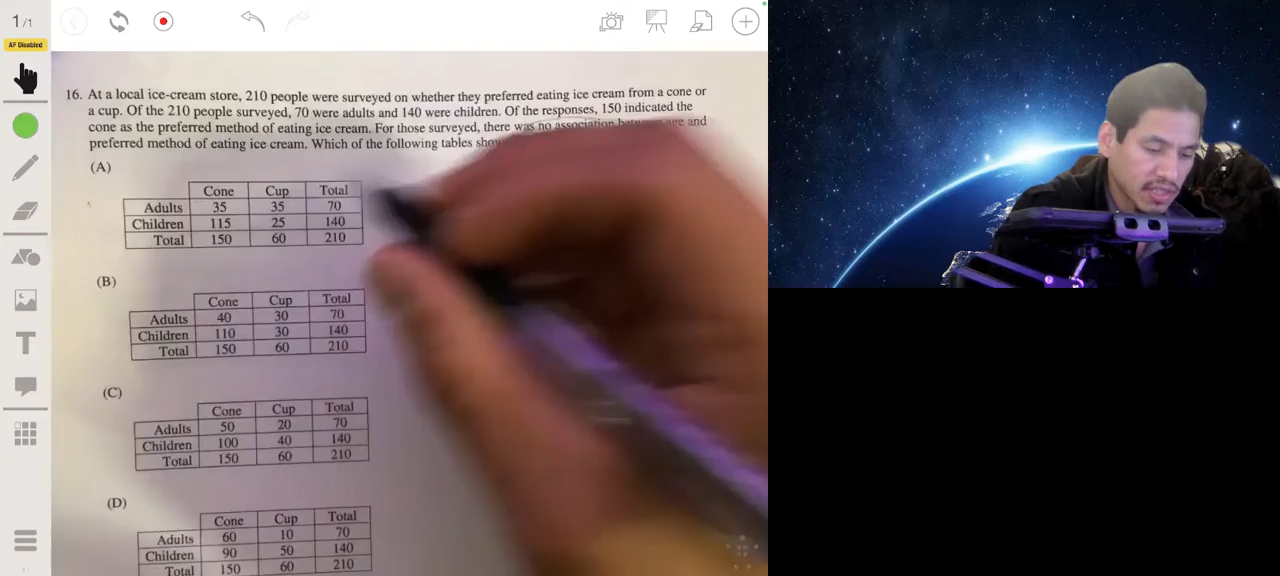 1/1
AF Disabled
16. At a local ice-cream store, 210 people were surveyed on whether they preferred eating ice cream from a cone or
a cup. Of the 210 people surveyed, 70 were adults and 140 were children. Of the responses, 150 indicated the
cone as the preferred method of eating ice cream. For those surveyed, there was no association between age and
preferred method of eating ice cream. Which of the following tables
(A)
Cone Cup Total
Adults 35 35 70
Children 115 25 140
Total 150 60 210
(B)
Cone Cup Total
Adults 40 30 70
Children 110 30 140
Total 150 60 210
(C)
Cone Cup Total
Adults 50 20 70
Children 100 40 140
Total 150 60 210
(D)
Cone Cup Total
Adults 60 10 70
Children 90 50 140
Total 150 60 210
T